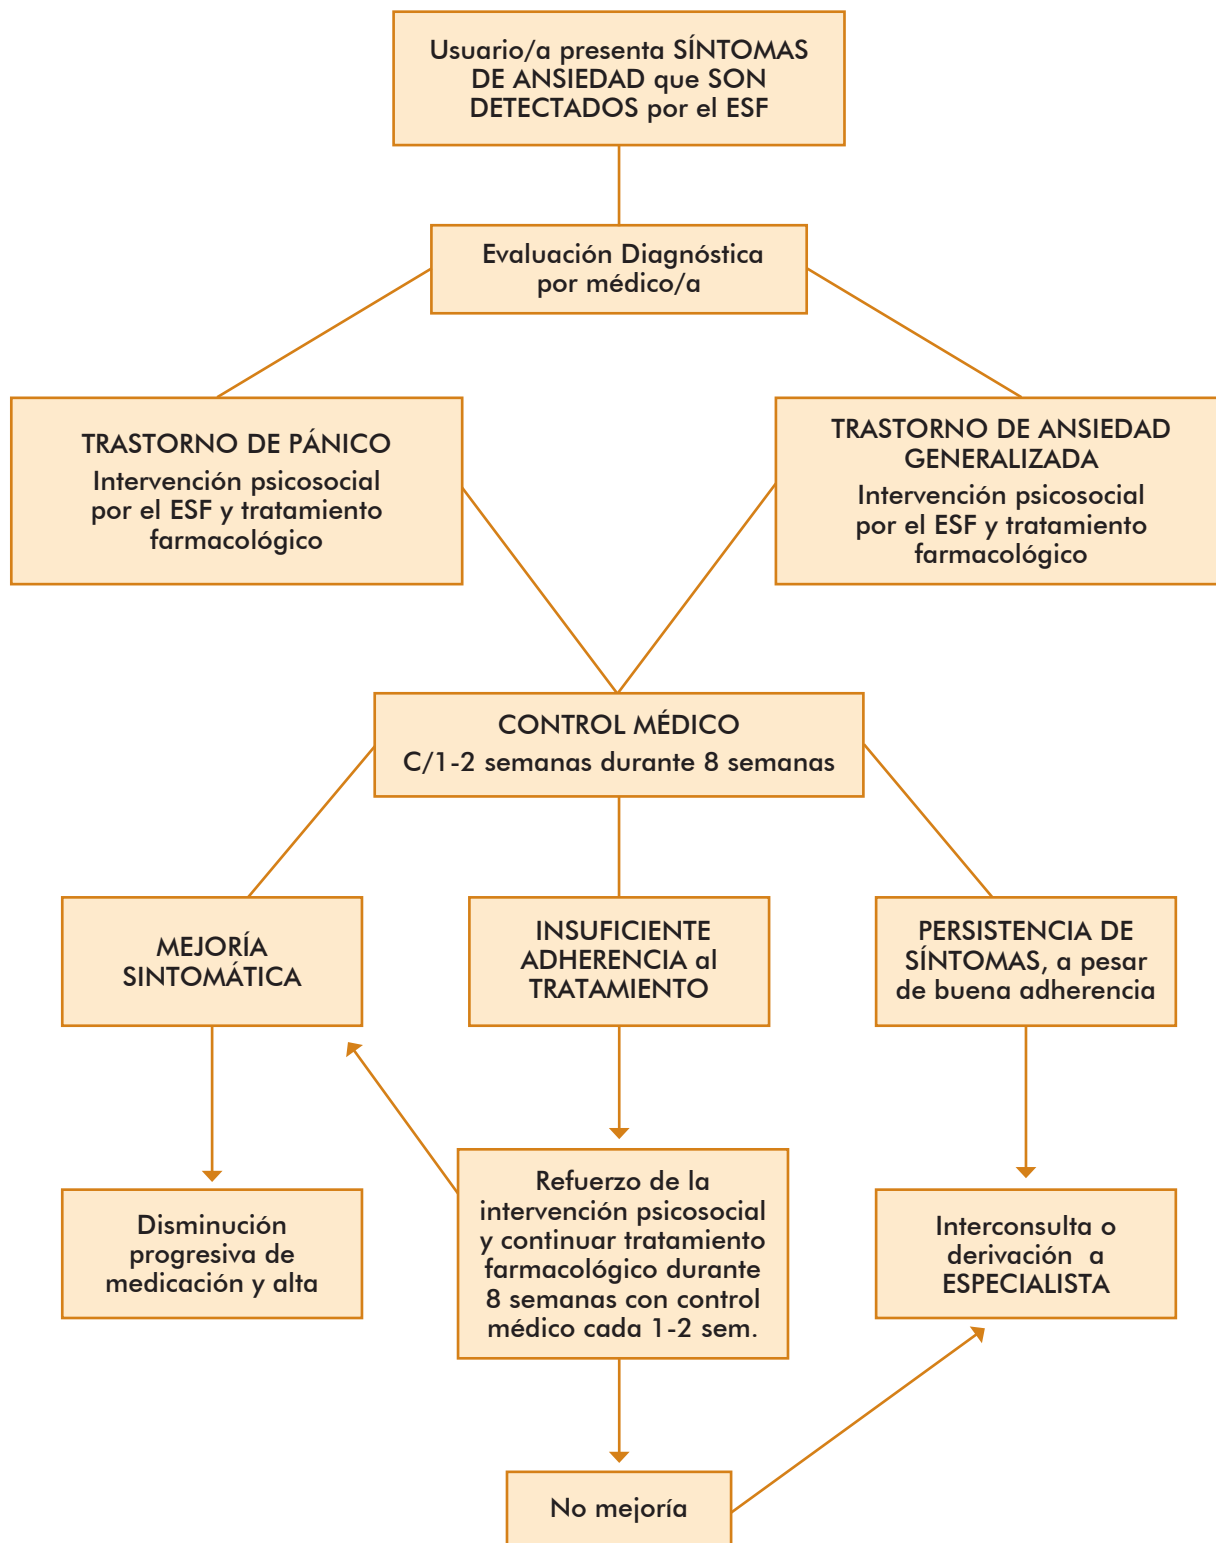 Usuario/a presenta SÍNTOMAS
DE ANSIEDAD que SON
DETECTADOS por el ESF
Evaluación Diagnóstica
por médico/a
TRASTORNO DE PÁNICO
Intervención psicosocial
por el ESF y tratamiento
farmacológico
TRASTORNO DE ANSIEDAD
GENERALIZADA
Intervención psicosocial
por el ESF y tratamiento
farmacológico
CONTROL MÉDICO
C/1-2 semanas durante 8 semanas
MEJORÍA
SINTOMÁTICA
INSUFICIENTE
ADHERENCIA al
TRATAMIENTO
PERSISTENCIA DE
SÍNTOMAS, a pesar
de buena adherencia
Disminución
progresiva de
medicación y alta
Refuerzo de la
intervención psicosocial
y continuar tratamiento
farmacológico durante
8 semanas con control
médico cada 1-2 sem.
Interconsulta o
derivación a
ESPECIALISTA
No mejoría